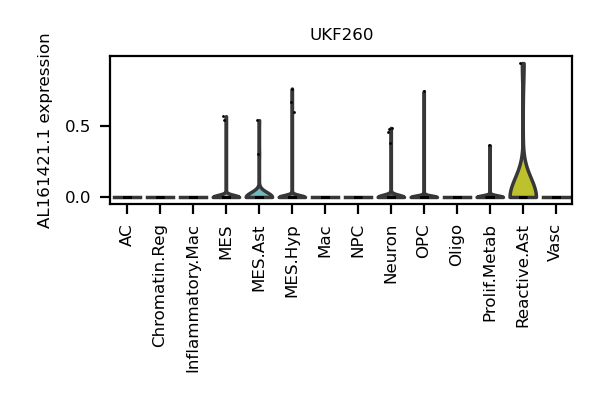 UKF260
AL161421.1 expression
0.5
0.0
AC
Chromatin.Reg
Inflammatory.Mac
MES
MES.Ast
MES.Hyp
Mac
NPC
Neuron
OPC
Oligo
Prolif.Metab
Reactive.Ast
Vasc